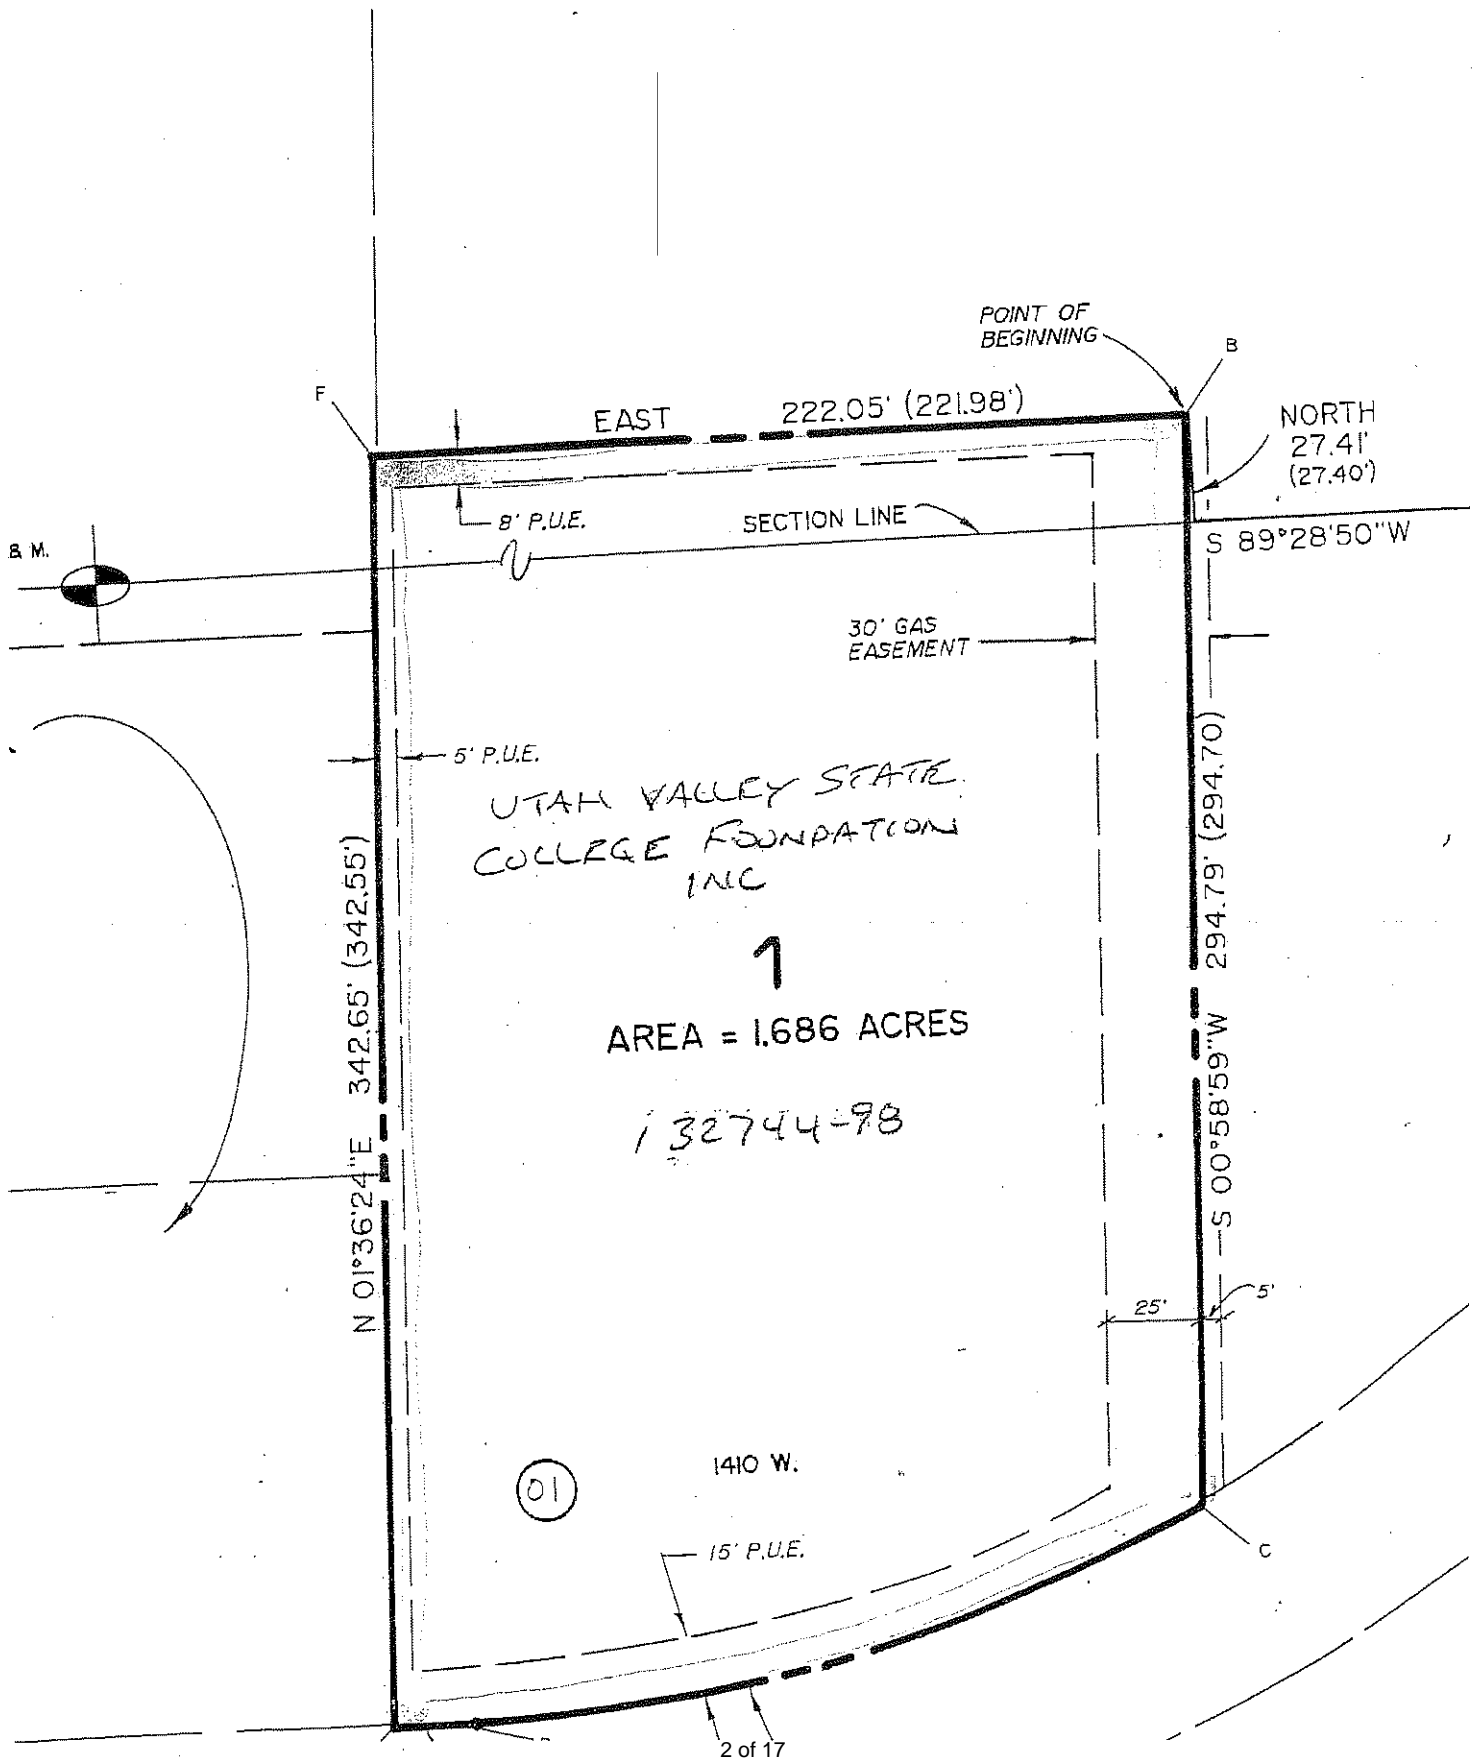 POINT OF
BEGINNING
B
F
EAST 222.05' (221.98')
NORTH
27.41'
(27.40')
8' P.U.E.
SECTION LINE
S 89°28'50"W
& M.
30' GAS
EASEMENT
5' P.U.E.
UTAH VALLEY STATE
COLLEGE FOUNDATION
INC
N 01°36'24"E 342.65' (342.55')
S 00°58'59"W 294.79' (294.70)
1
AREA = 1.686 ACRES
132744-98
25'
5'
1410 W.
01
15' P.U.E.
C
2 of 17